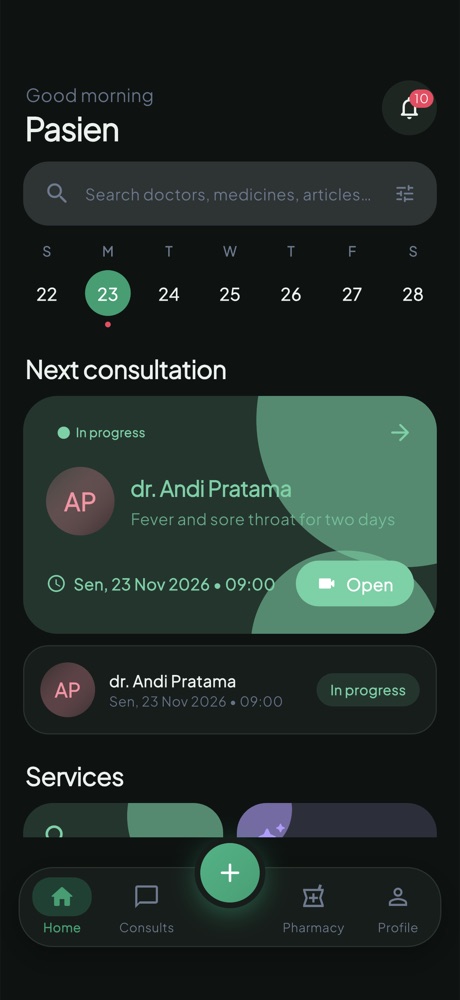 Good morning
Pasien
10
Search doctors, medicines, articles...
S M T W T F S
22 23 24 25 26 27 28
Next consultation
In progress
AP
dr. Andi Pratama
Fever and sore throat for two days
Sen, 23 Nov 2026 • 09:00
Open
AP
dr. Andi Pratama
Sen, 23 Nov 2026 • 09:00
In progress
Services
Home
Consults
Pharmacy
Profile